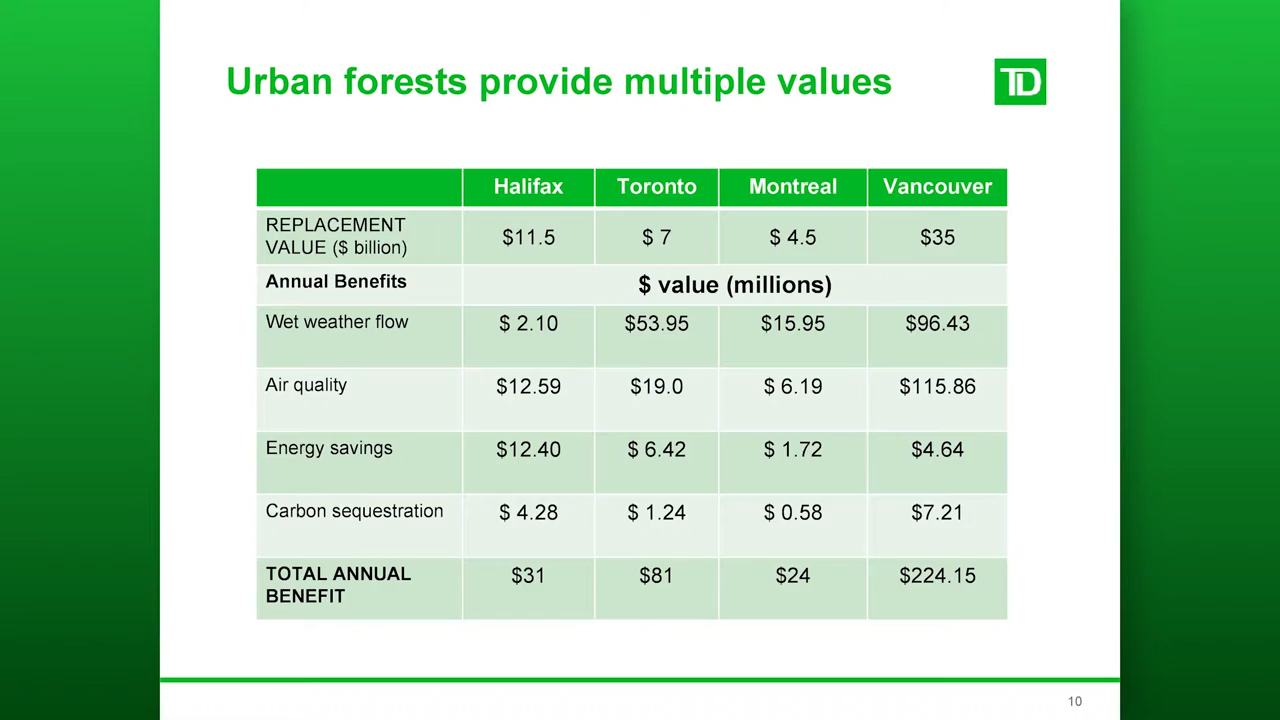 Urban forests provide multiple values
TD
Halifax Toronto Montreal Vancouver
REPLACEMENT
VALUE ($ billion) $11.5 $ 7 $ 4.5 $35
Annual Benefits $ value (millions)
Wet weather flow $ 2.10 $53.95 $15.95 $96.43
Air quality $12.59 $19.0 $ 6.19 $115.86
Energy savings $12.40 $ 6.42 $ 1.72 $4.64
Carbon sequestration $ 4.28 $ 1.24 $ 0.58 $7.21
TOTAL ANNUAL
BENEFIT $31 $81 $24 $224.15
10